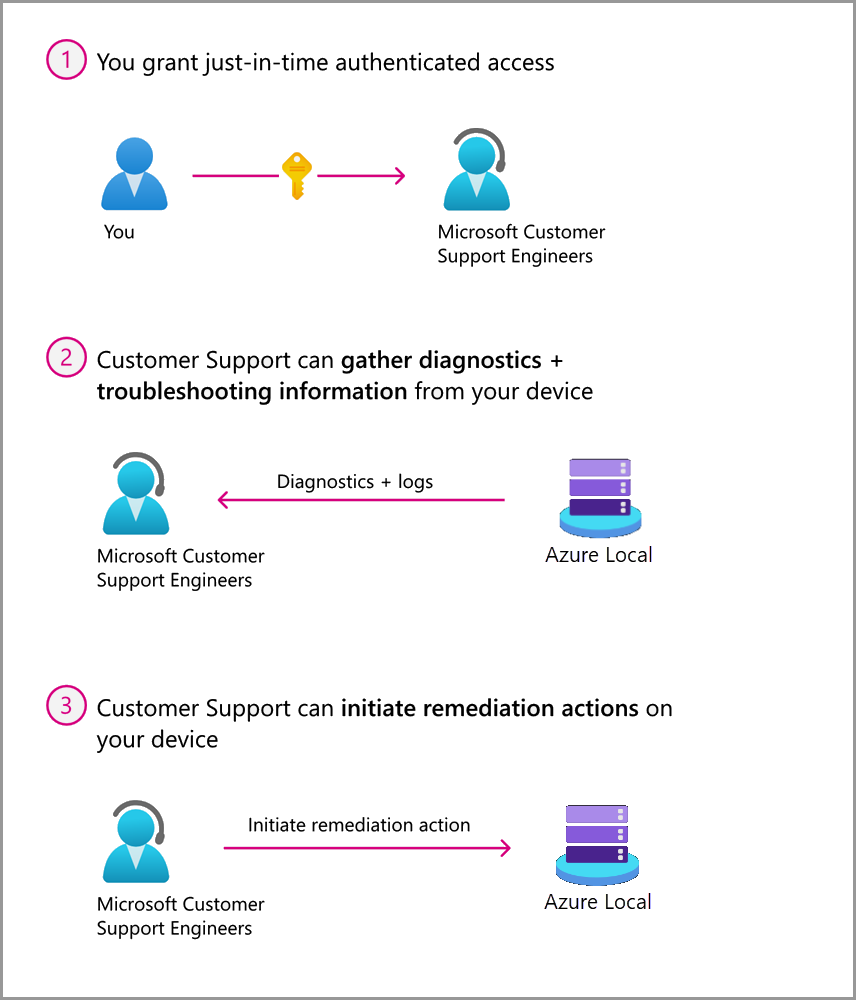 1 You grant just-in-time authenticated access
You
Microsoft Customer
Support Engineers
2 Customer Support can gather diagnostics +
troubleshooting information from your device
Diagnostics + logs
Microsoft Customer
Support Engineers
Azure Local
3 Customer Support can initiate remediation actions on
your device
Initiate remediation action
Microsoft Customer
Support Engineers
Azure Local